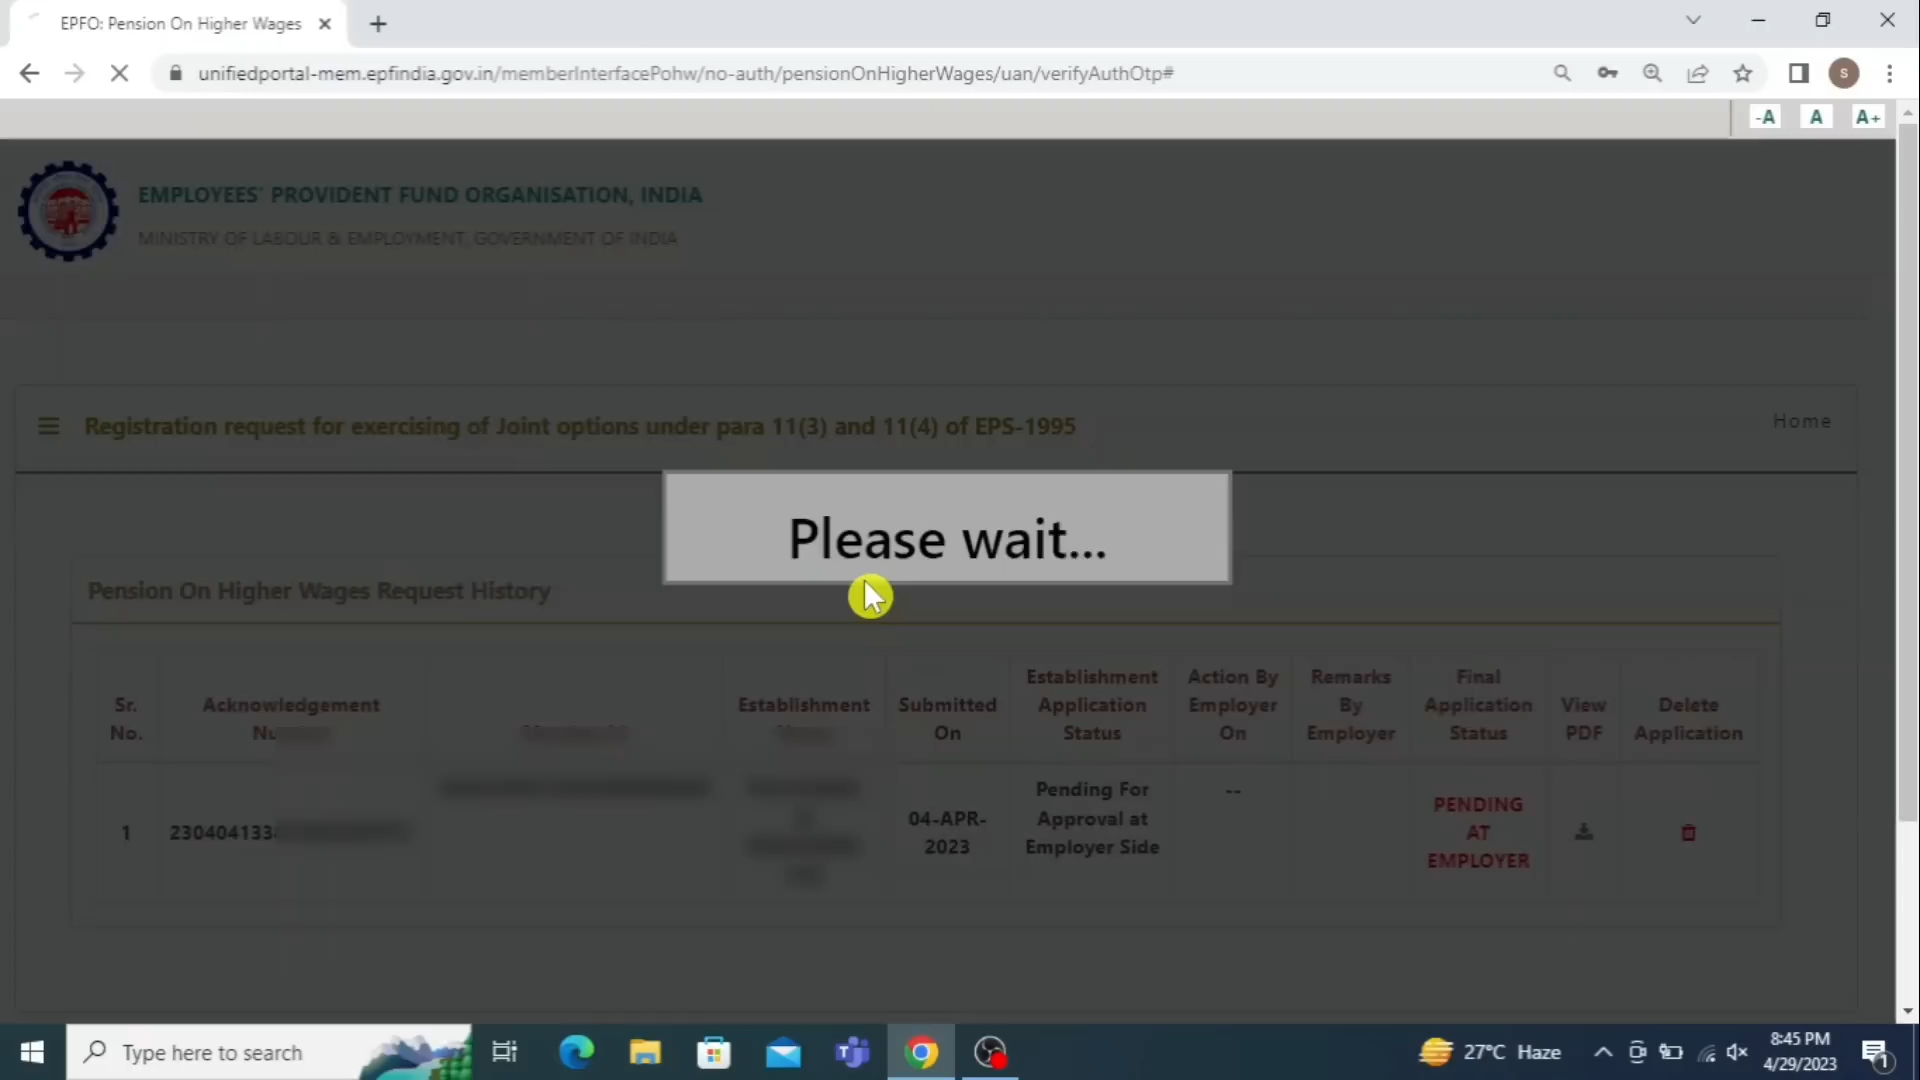 EPFO: Pension On Higher Wages
unifiedportal-mem.epfindia.gov.in/memberInterfacePohw/no-auth/pensionOnHigherWages/uan/verifyAuthOtp#
S
-A A A+
EMPLOYEES' PROVIDENT FUND ORGANISATION, INDIA
MINISTRY OF LABOUR & EMPLOYMENT, GOVERNMENT OF INDIA
Registration request for exercising of Joint options under para 11(3) and 11(4) of EPS-1995
Home
Please wait...
Pension On Higher Wages Request History
Sr. No.
Acknowledgement
Establishment
Submitted On
Establishment Application Status
Action By Employer On
Remarks By Employer
Final Application Status
View PDF
Delete Application
1
23040413
04-APR-
2023
Pending For
Approval at
Employer Side
--
PENDING
AT
EMPLOYER
Type here to search
27°C Haze
8:45 PM
4/29/2023
1